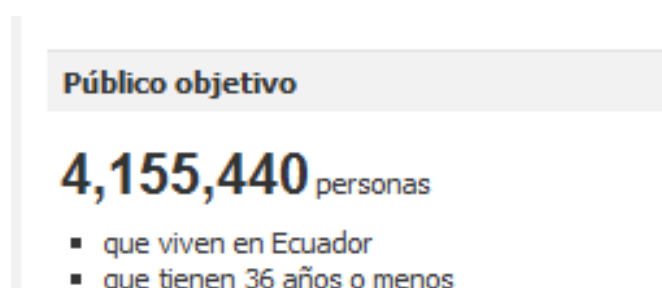 Público objetivo
4,155,440 personas
que viven en Ecuador
que tienen 36 años o menos